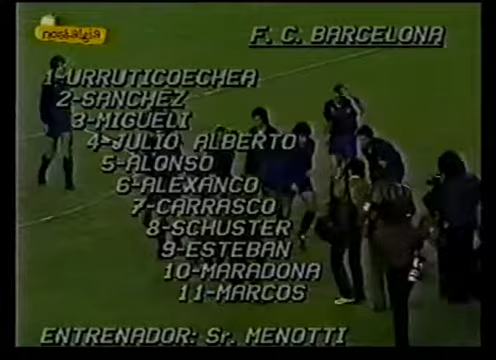 nostalgia
F. C. BARCELONA
1-URRUTICOECHEA
2-SANCHEZ
3-MIGUELI
4-JULIO ALBERTO
5-ALONSO
6-ALEXANCO
7-CARRASCO
8-SCHUSTER
9-ESTEBAN
10-MARADONA
11-MARCOS
ENTRENADOR: Sr. MENOTTI